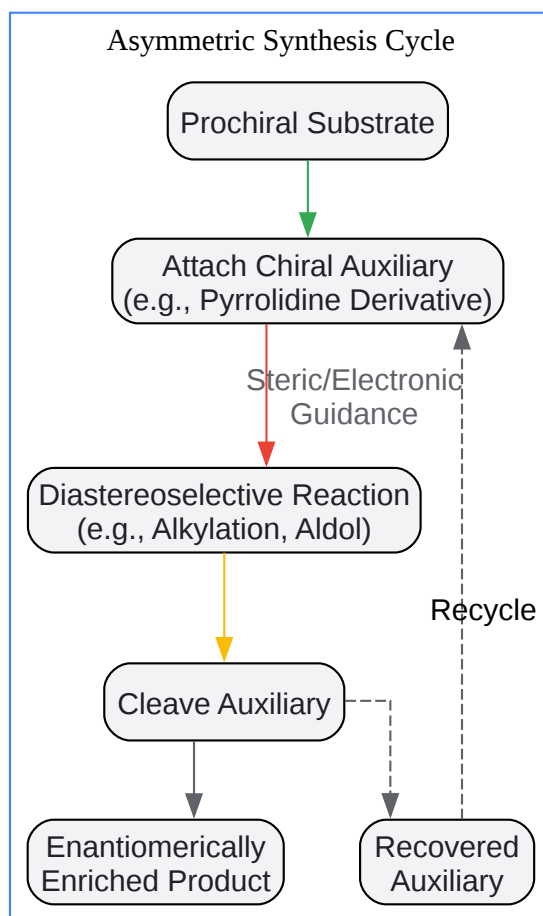 Asymmetric Synthesis Cycle
Prochiral Substrate
Attach Chiral Auxiliary
(e.g., Pyrrolidine Derivative)
Steric/Electronic
Guidance
Diastereoselective Reaction
(e.g., Alkylation, Aldol)
Recycle
Cleave Auxiliary
Enantiomerically
Enriched Product
Recovered
Auxiliary